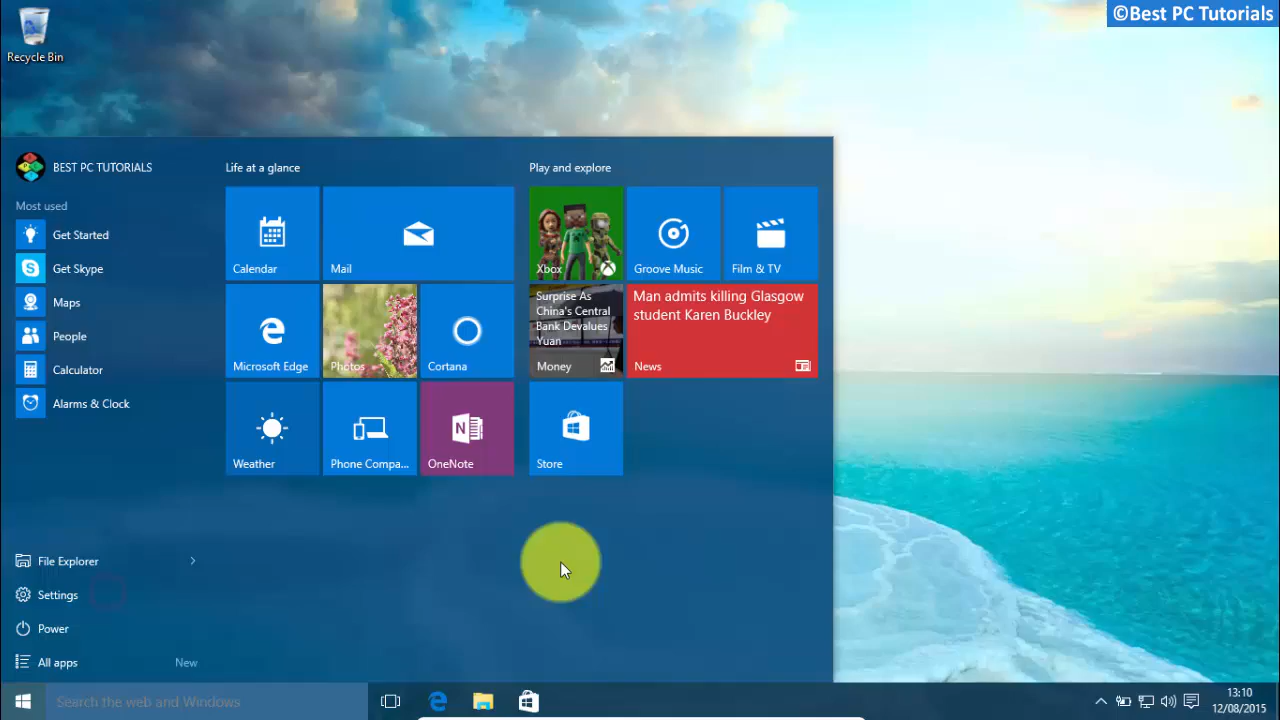 ©Best PC Tutorials
Recycle Bin
BEST PC TUTORIALS
Most used
Get Started
Get Skype
Maps
People
Calculator
Alarms & Clock
File Explorer
Settings
Power
All apps
New
Life at a glance
Calendar
Mail
Microsoft Edge
Photos
Cortana
Weather
Phone Compa...
N
OneNote
Play and explore
Xbox
Groove Music
Film & TV
Surprise As
China's Central
Bank Devalues
Yuan
Money
Man admits killing Glasgow
student Karen Buckley
News
Store
Search the web and Windows
13:10
12/08/2015